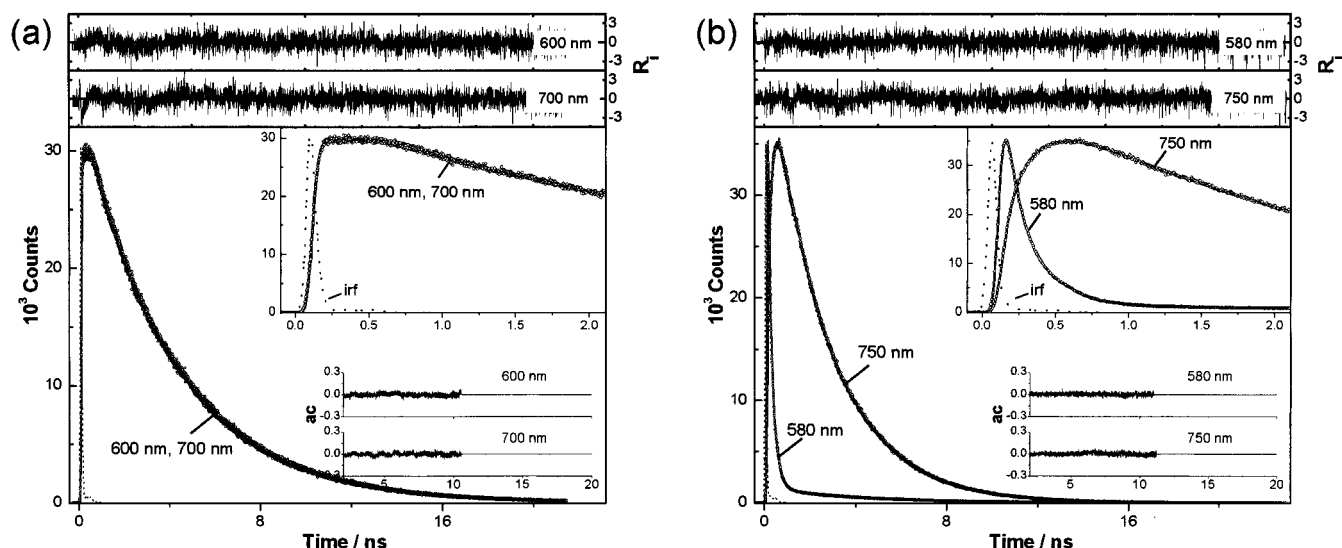 (a)
600 nm
3
0
-3
700 nm
3
0
-3
R i
30
20
10
0
10³ Counts
30
20
10
0
600 nm, 700 nm
irf
0.0 0.5 1.0 1.5 2.0
600 nm, 700 nm
ac
0.3
0.0
-0.3
600 nm
0.3
0.0
-0.3
700 nm
5 10 15 20
0 8 16
Time / ns
(b)
580 nm
3
0
-3
750 nm
3
0
-3
R i
30
20
10
0
10³ Counts
30
20
10
0
750 nm
580 nm
irf
0.0 0.5 1.0 1.5 2.0
750 nm
580 nm
ac
0.3
0.0
-0.3
580 nm
0.3
0.0
-0.3
750 nm
5 10 15 20
0 8 16
Time / ns